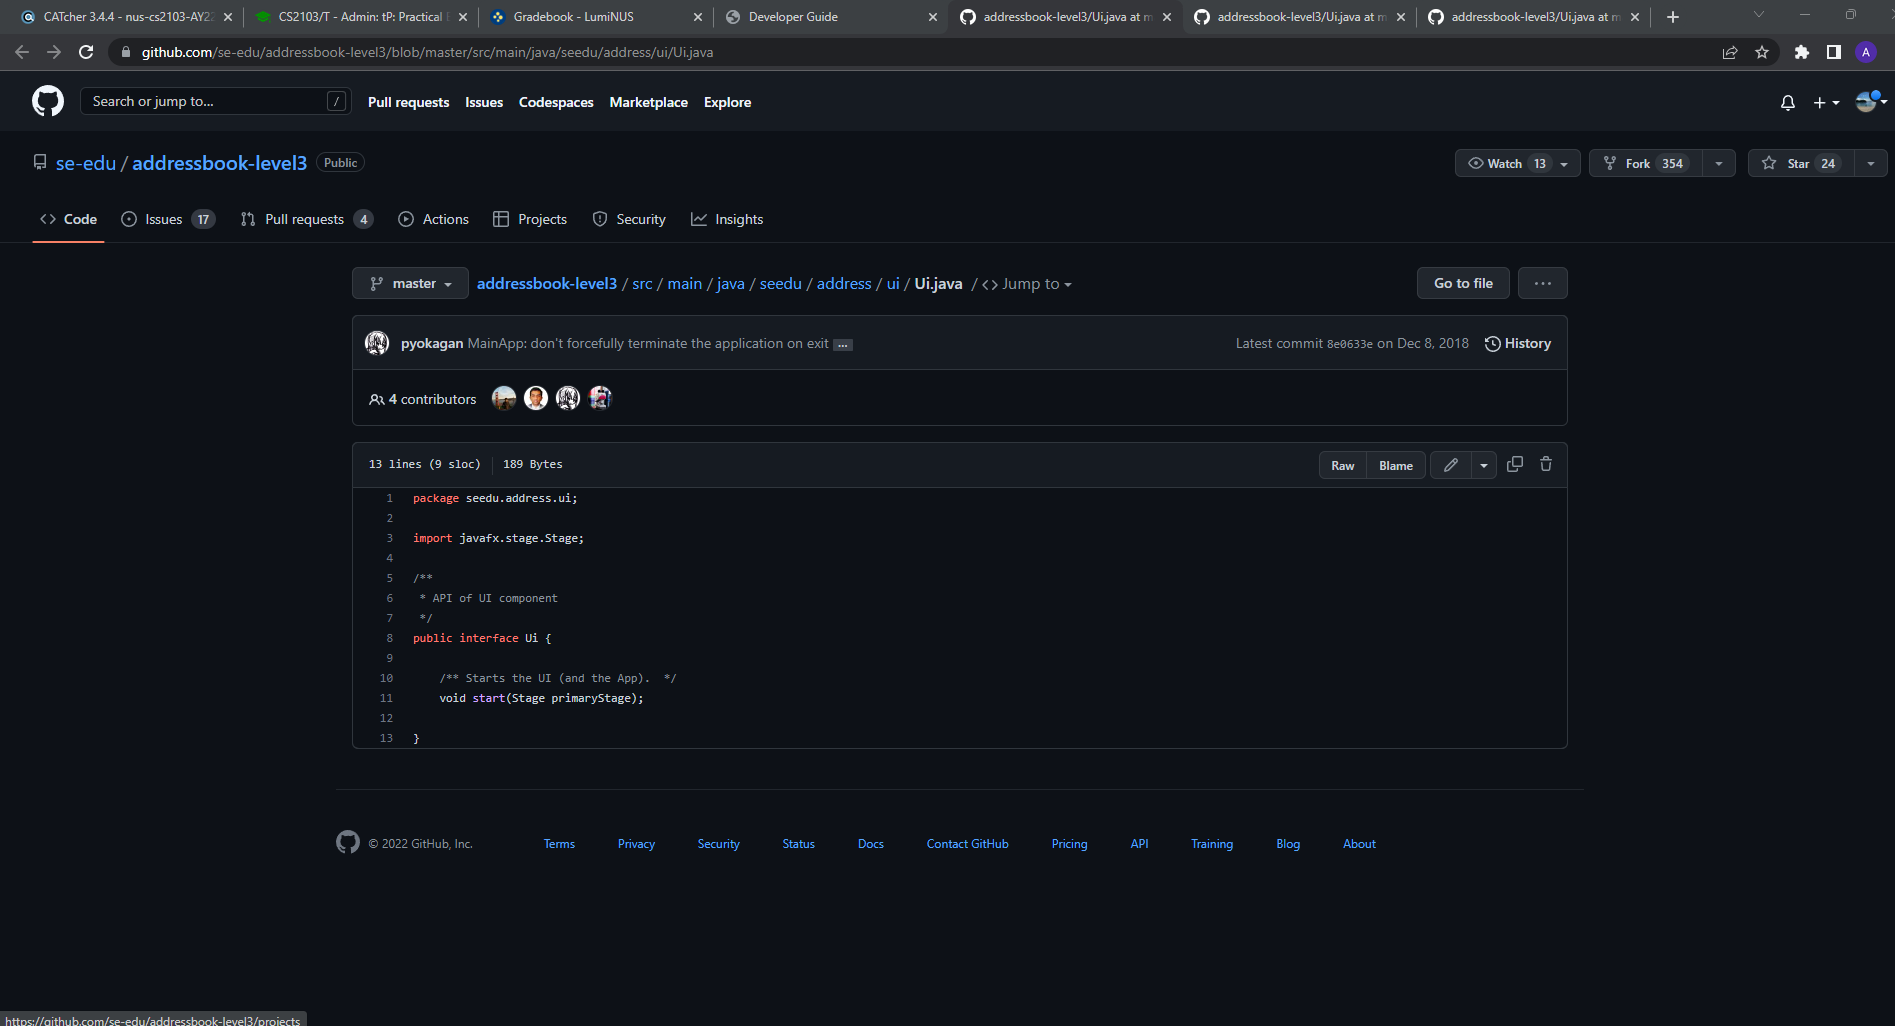 CATcher 3.4.4 - nus-cs2103-AY22
CS2103/T - Admin: tP: Practical E
Gradebook - LumiNUS
Developer Guide
addressbook-level3/Ui.java at m
addressbook-level3/Ui.java at m
addressbook-level3/Ui.java at m
github.com/se-edu/addressbook-level3/blob/master/src/main/java/seedu/address/ui/Ui.java
A
Search or jump to... / Pull requests Issues Codespaces Marketplace Explore
se-edu / addressbook-level3 Public
Watch 13 Fork 354 Star 24
Code Issues 17 Pull requests 4 Actions Projects Security Insights
master addressbook-level3 / src / main / java / seedu / address / ui / Ui.java / <> Jump to Go to file ...
pyokagan MainApp: don't forcefully terminate the application on exit ... Latest commit 8e0633e on Dec 8, 2018 History
4 contributors
13 lines (9 sloc) 189 Bytes Raw Blame
1 package seedu.address.ui;
2
3 import javafx.stage.Stage;
4
5 /**
6 * API of UI component
7 */
8 public interface Ui {
9
10 /** Starts the UI (and the App).  */
11 void start(Stage primaryStage);
12
13 }
© 2022 GitHub, Inc. Terms Privacy Security Status Docs Contact GitHub Pricing API Training Blog About
https://github.com/se-edu/addressbook-level3/projects